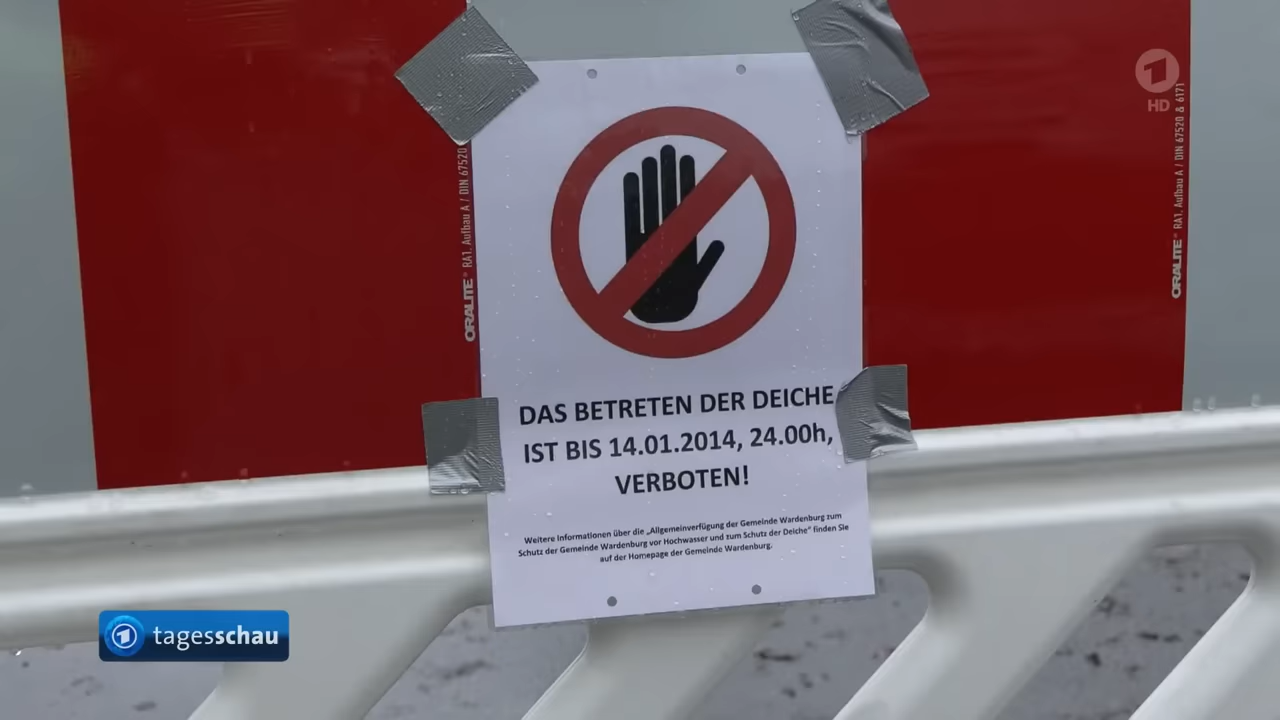 1
HD
ORALITE® RA1, Aufbau A / DIN 67520
ORALITE® RA1, Aufbau A / DIN 67520 & 6171
DAS BETRETEN DER DEICHE
IST BIS 14.01.2014, 24.00h,
VERBOTEN!
Weitere Informationen über die „Allgemeinverfügung der Gemeinde Wardenburg zum
Schutz der Gemeinde Wardenburg vor Hochwasser und zum Schutz der Deiche“ finden Sie
auf der Homepage der Gemeinde Wardenburg.
1 tagesschau